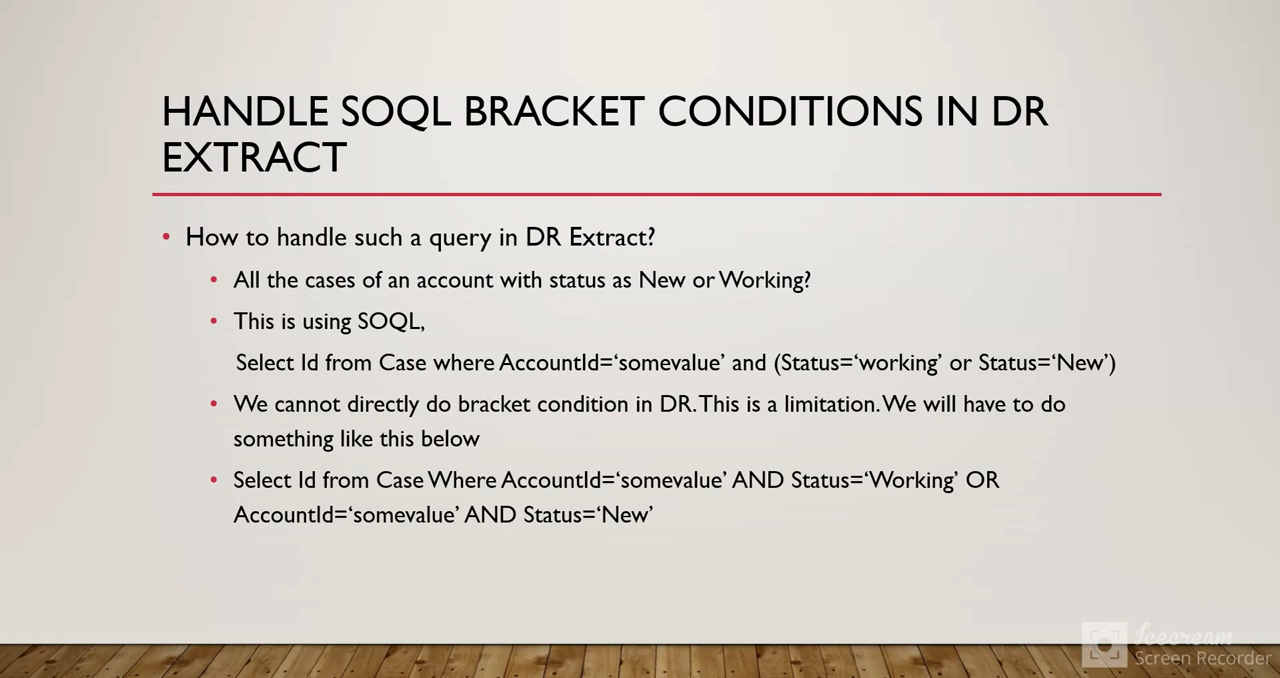 HANDLE SOQL BRACKET CONDITIONS IN DR
EXTRACT
• How to handle such a query in DR Extract?
• All the cases of an account with status as New or Working?
• This is using SOQL,
Select Id from Case where AccountId=‘somevalue’ and (Status=‘working’ or Status=‘New’)
• We cannot directly do bracket condition in DR. This is a limitation. We will have to do
something like this below
• Select Id from Case Where AccountId=‘somevalue’ AND Status=‘Working’ OR
AccountId=‘somevalue’ AND Status=‘New’
Icecream
Screen Recorder